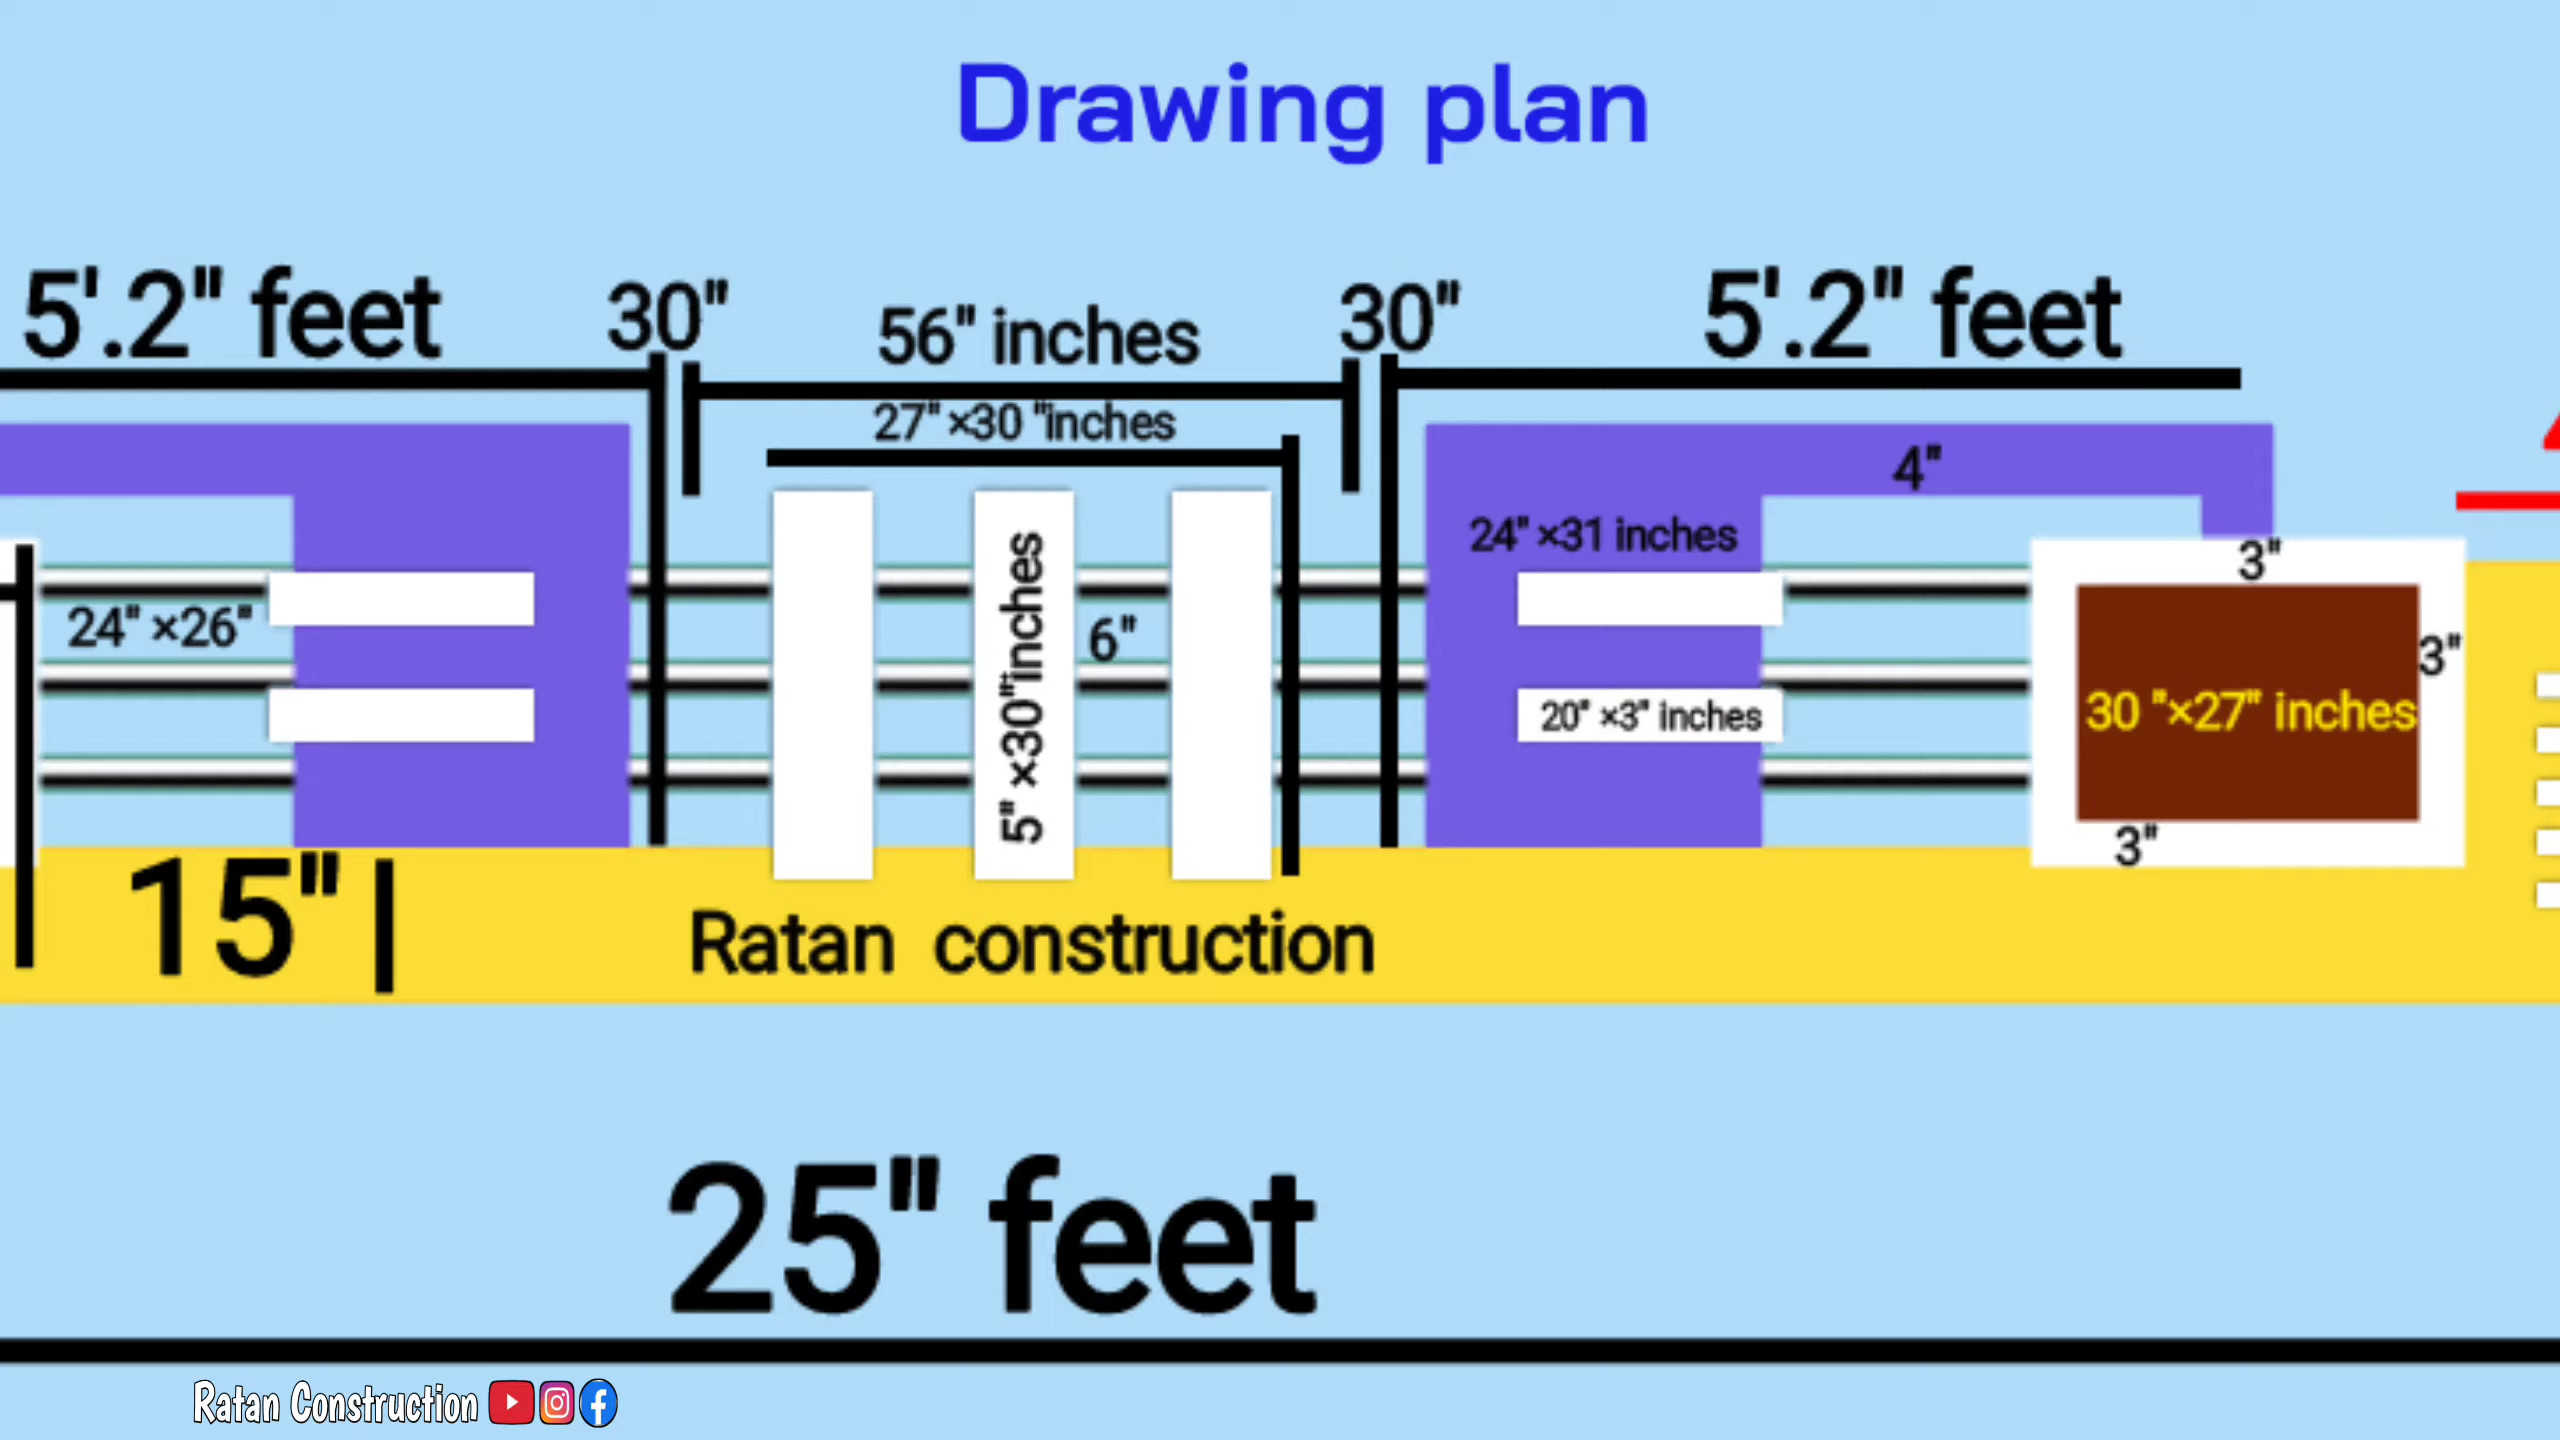 Drawing plan
5'.2" feet
30"
56" inches
30"
5'.2" feet
27"×30 "inches
4"
24" ×31 inches
3"
24" ×26"
5" ×30"inches
6"
3"
20" ×3" inches
30 "×27" inches
3"
15"
Ratan construction
25" feet
Ratan Construction